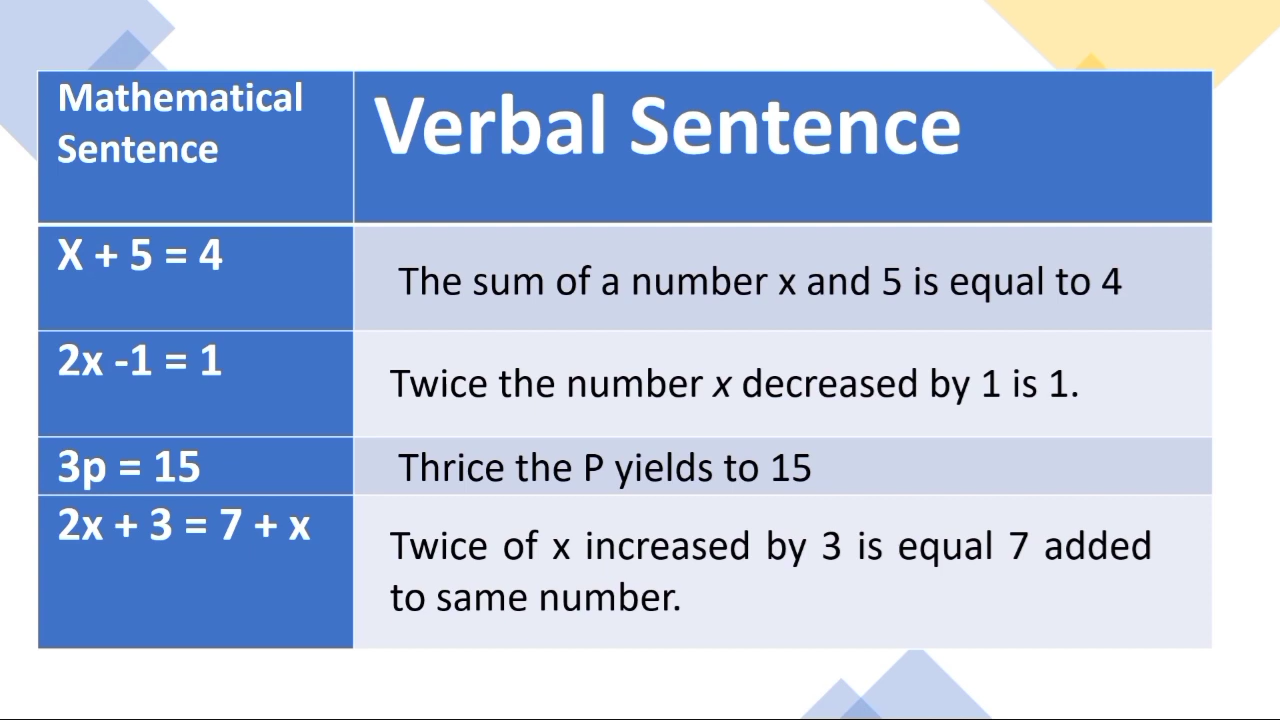 Mathematical
Sentence
Verbal Sentence
X + 5 = 4
The sum of a number x and 5 is equal to 4
2x -1 = 1
Twice the number x decreased by 1 is 1.
3p = 15
Thrice the P yields to 15
2x + 3 = 7 + x
Twice of x increased by 3 is equal 7 added
to same number.